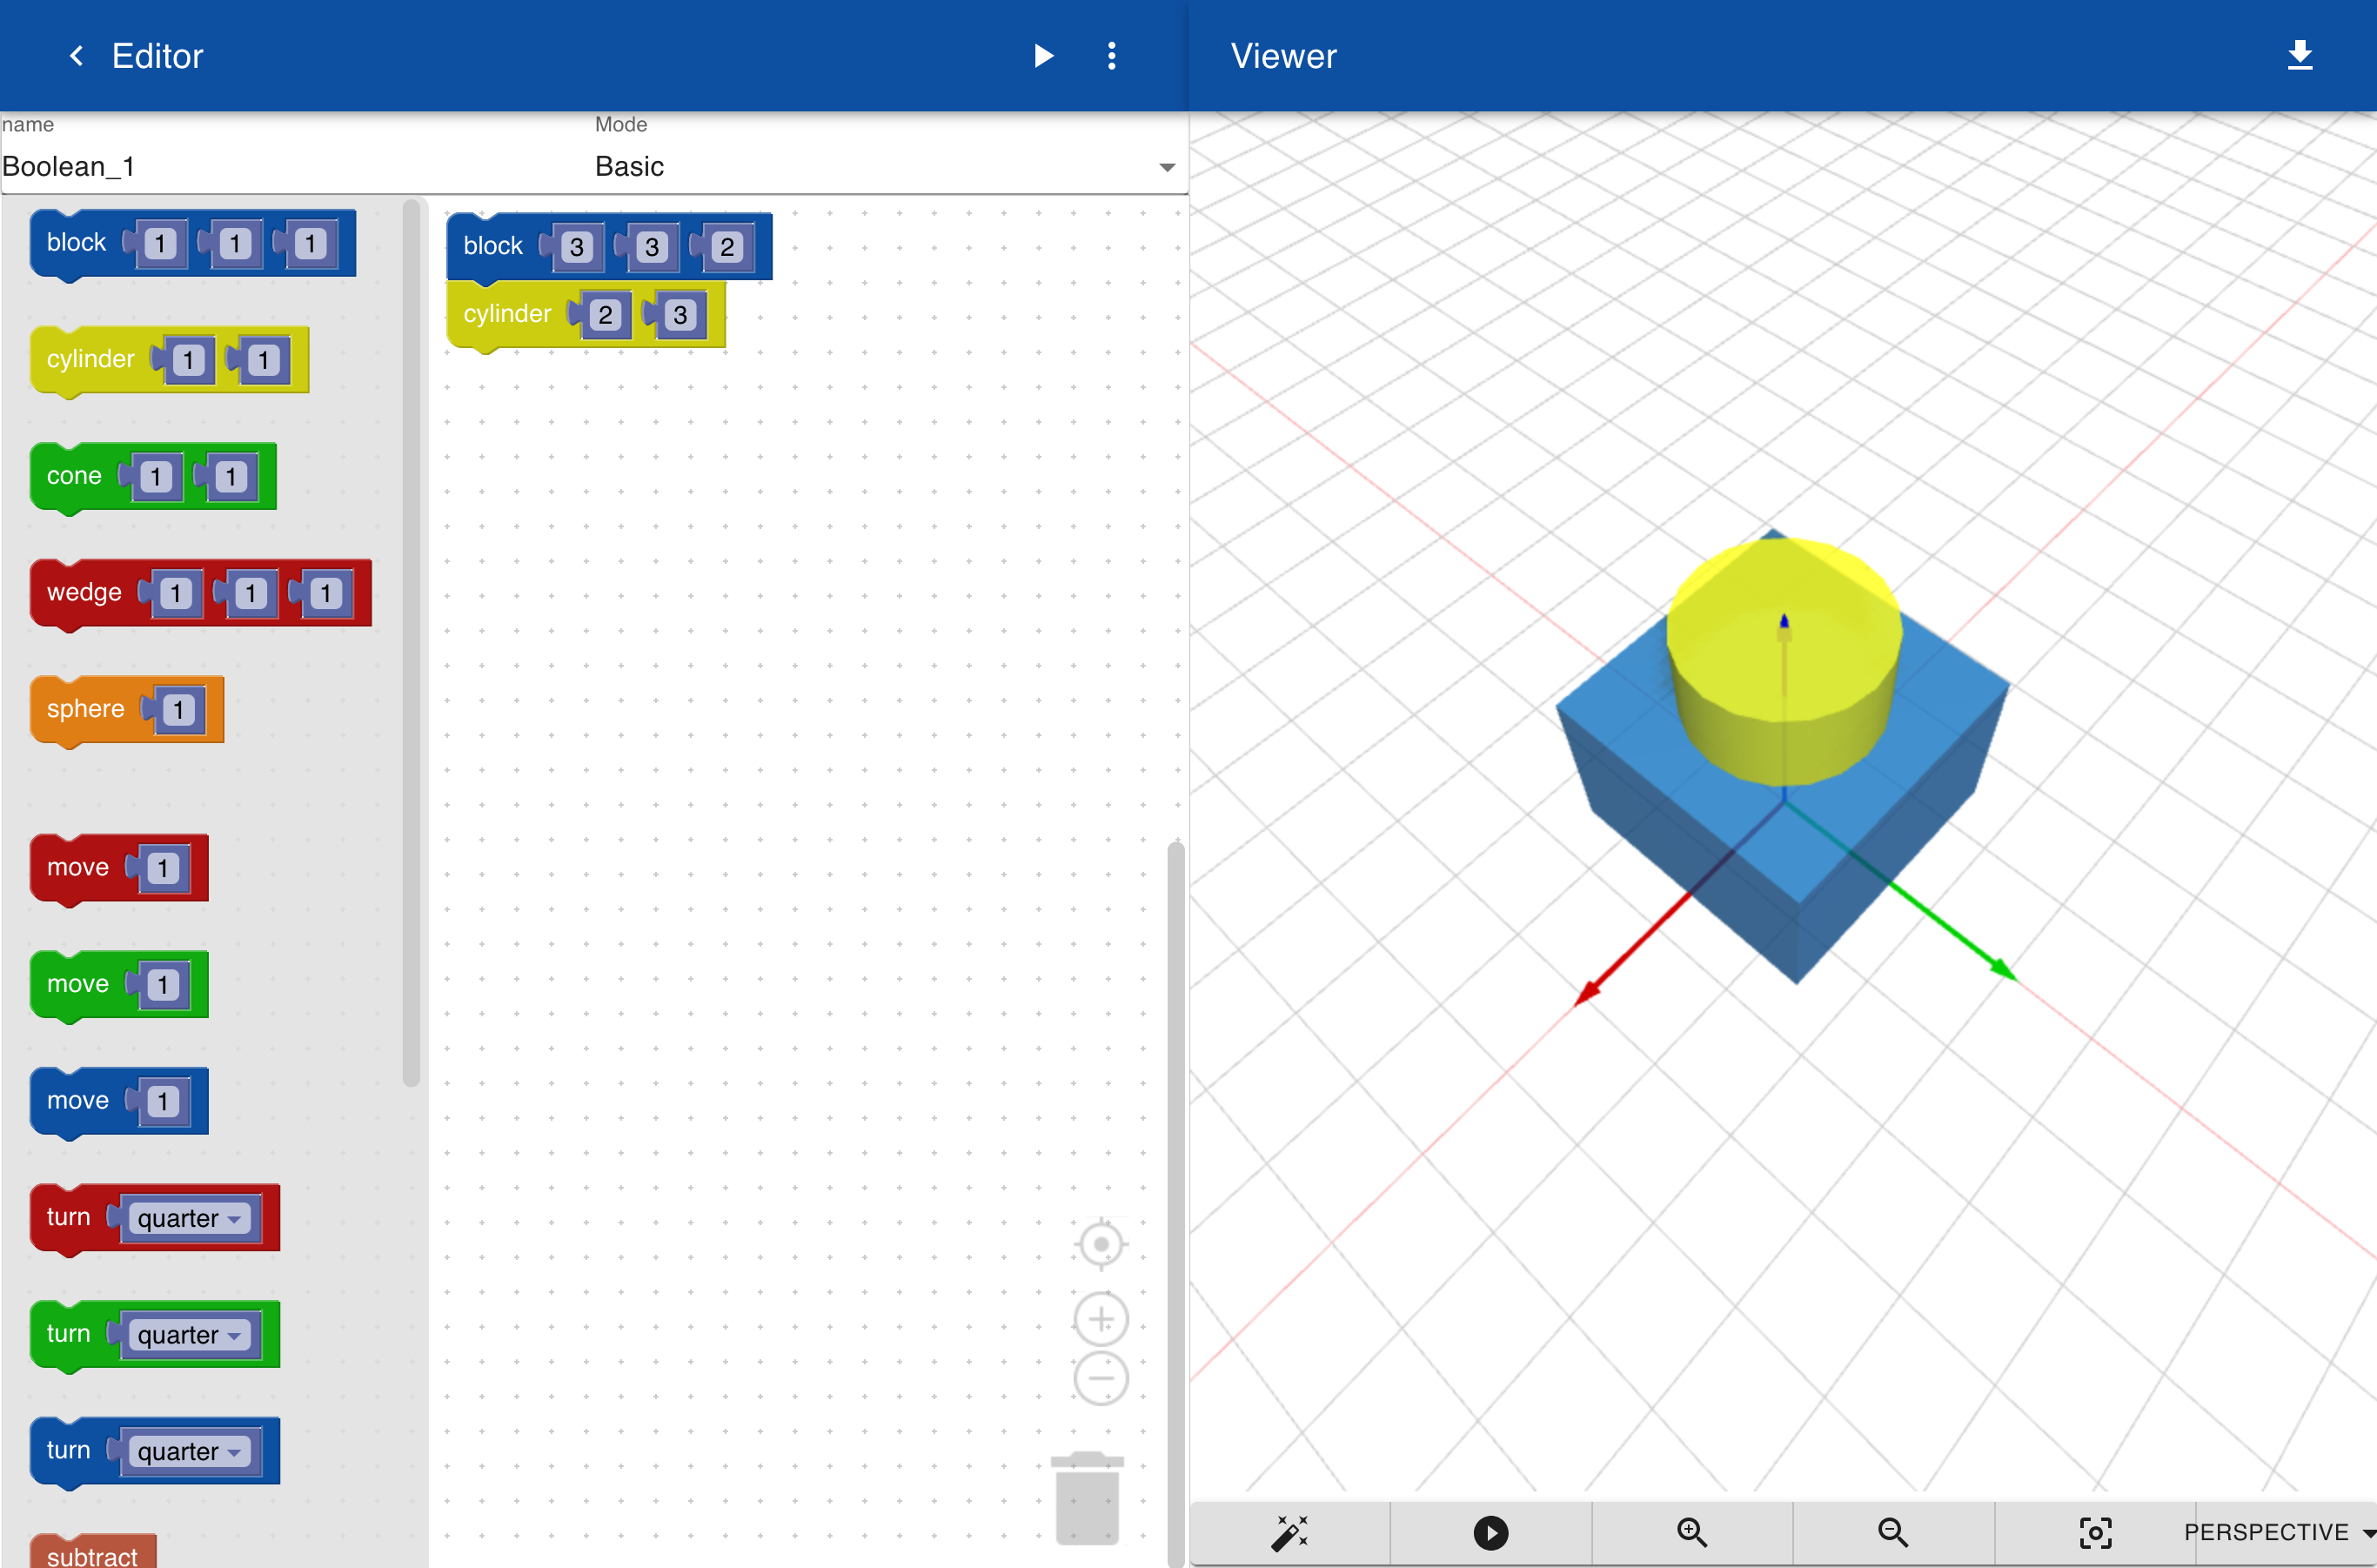 Editor
Viewer
name
Mode
Boolean_1
Basic
block 1 1 1
cylinder 1 1
cone 1 1
wedge 1 1 1
sphere 1
move 1
move 1
move 1
turn quarter
turn quarter
turn quarter
subtract
block 3 3 2
cylinder 2 3
PERSPECTIVE